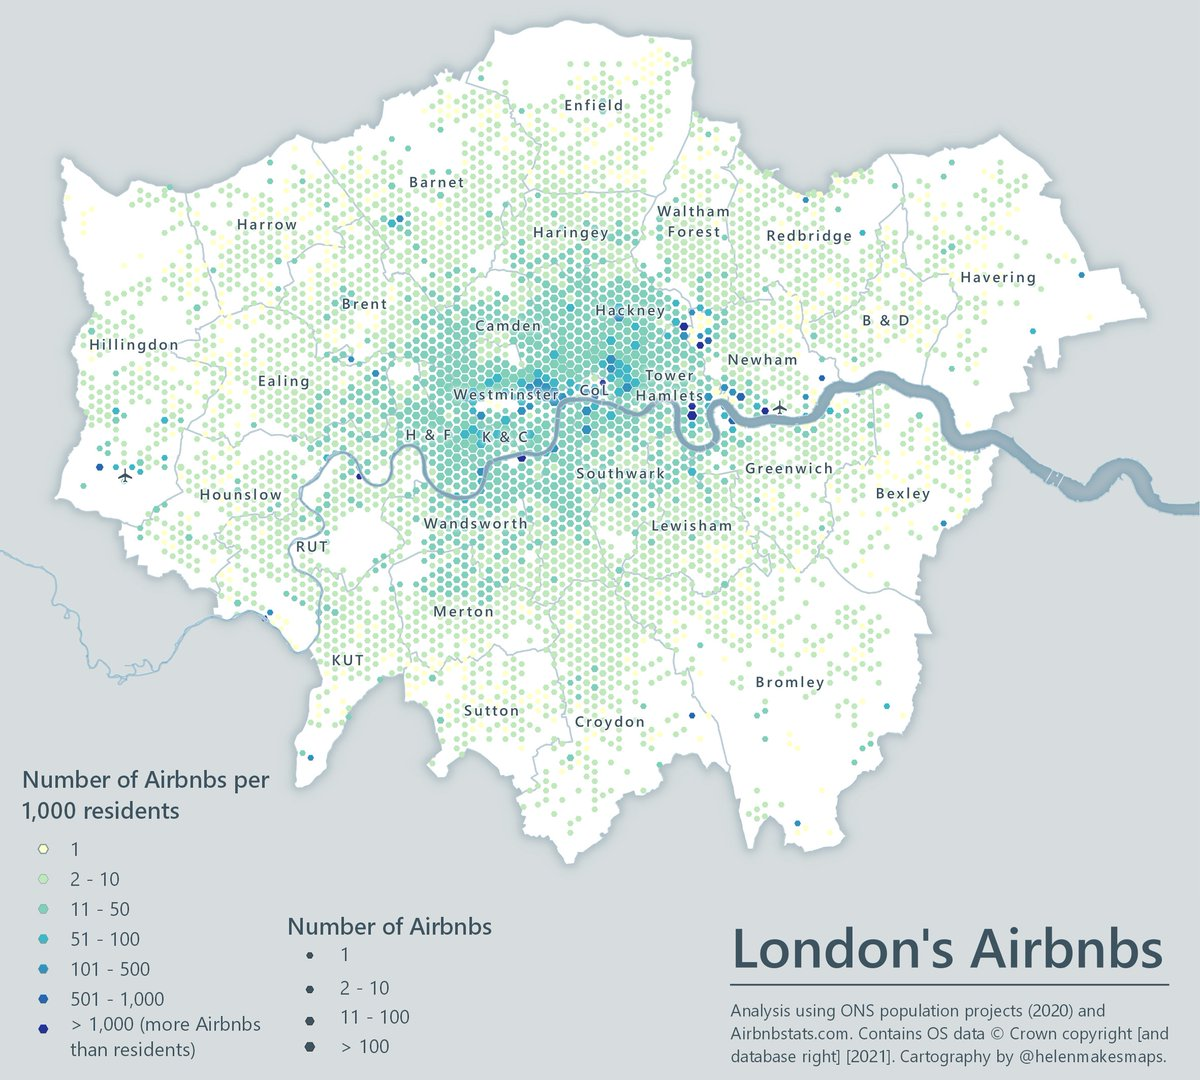 Enfield
Barnet
Waltham
Forest
Harrow
Haringey
Redbridge
Havering
Brent
Hackney
B & D
Camden
Hillingdon
Newham
Ealing
Tower
Hamlets
Westminster
CoL
H & F
K & C
Southwark
Greenwich
Hounslow
Bexley
Wandsworth
Lewisham
RUT
Merton
KUT
Bromley
Sutton
Croydon
Number of Airbnbs per
1,000 residents
1
2 - 10
11 - 50
51 - 100
101 - 500
501 - 1,000
> 1,000 (more Airbnbs
than residents)
Number of Airbnbs
1
2 - 10
11 - 100
> 100
London's Airbnbs
Analysis using ONS population projects (2020) and
Airbnbstats.com. Contains OS data © Crown copyright [and
database right] [2021]. Cartography by @helenmakesmaps.